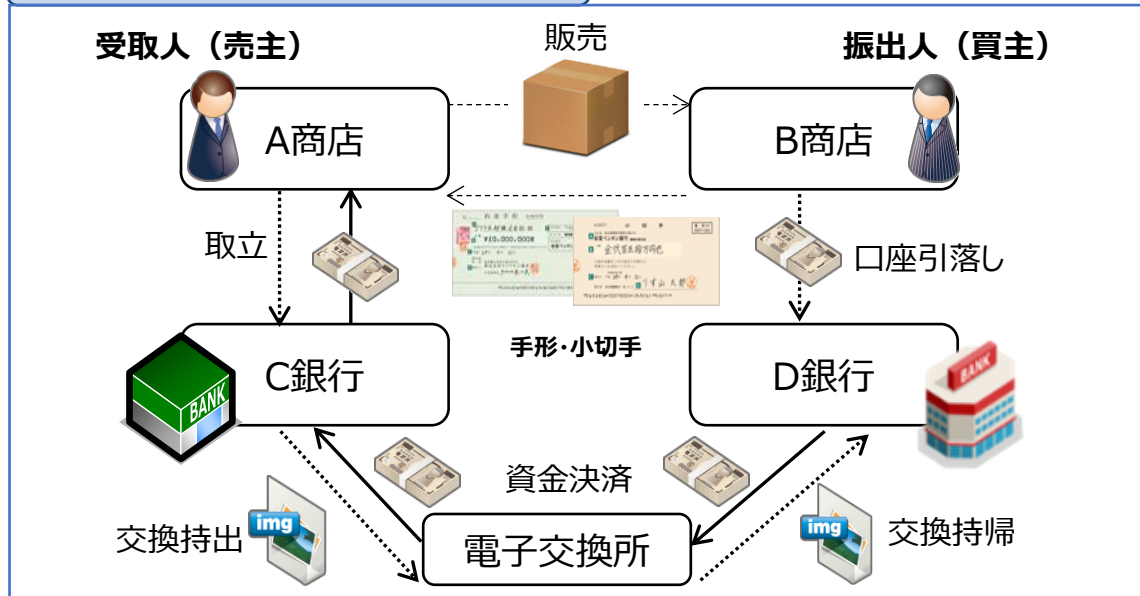 受取人（売主）
販売
振出人（買主）
A商店
B商店
取立
口座引落し
¥10,000,000※
手形・小切手
C銀行
D銀行
BANK
BANK
資金決済
交換持出
img
電子交換所
img
交換持帰